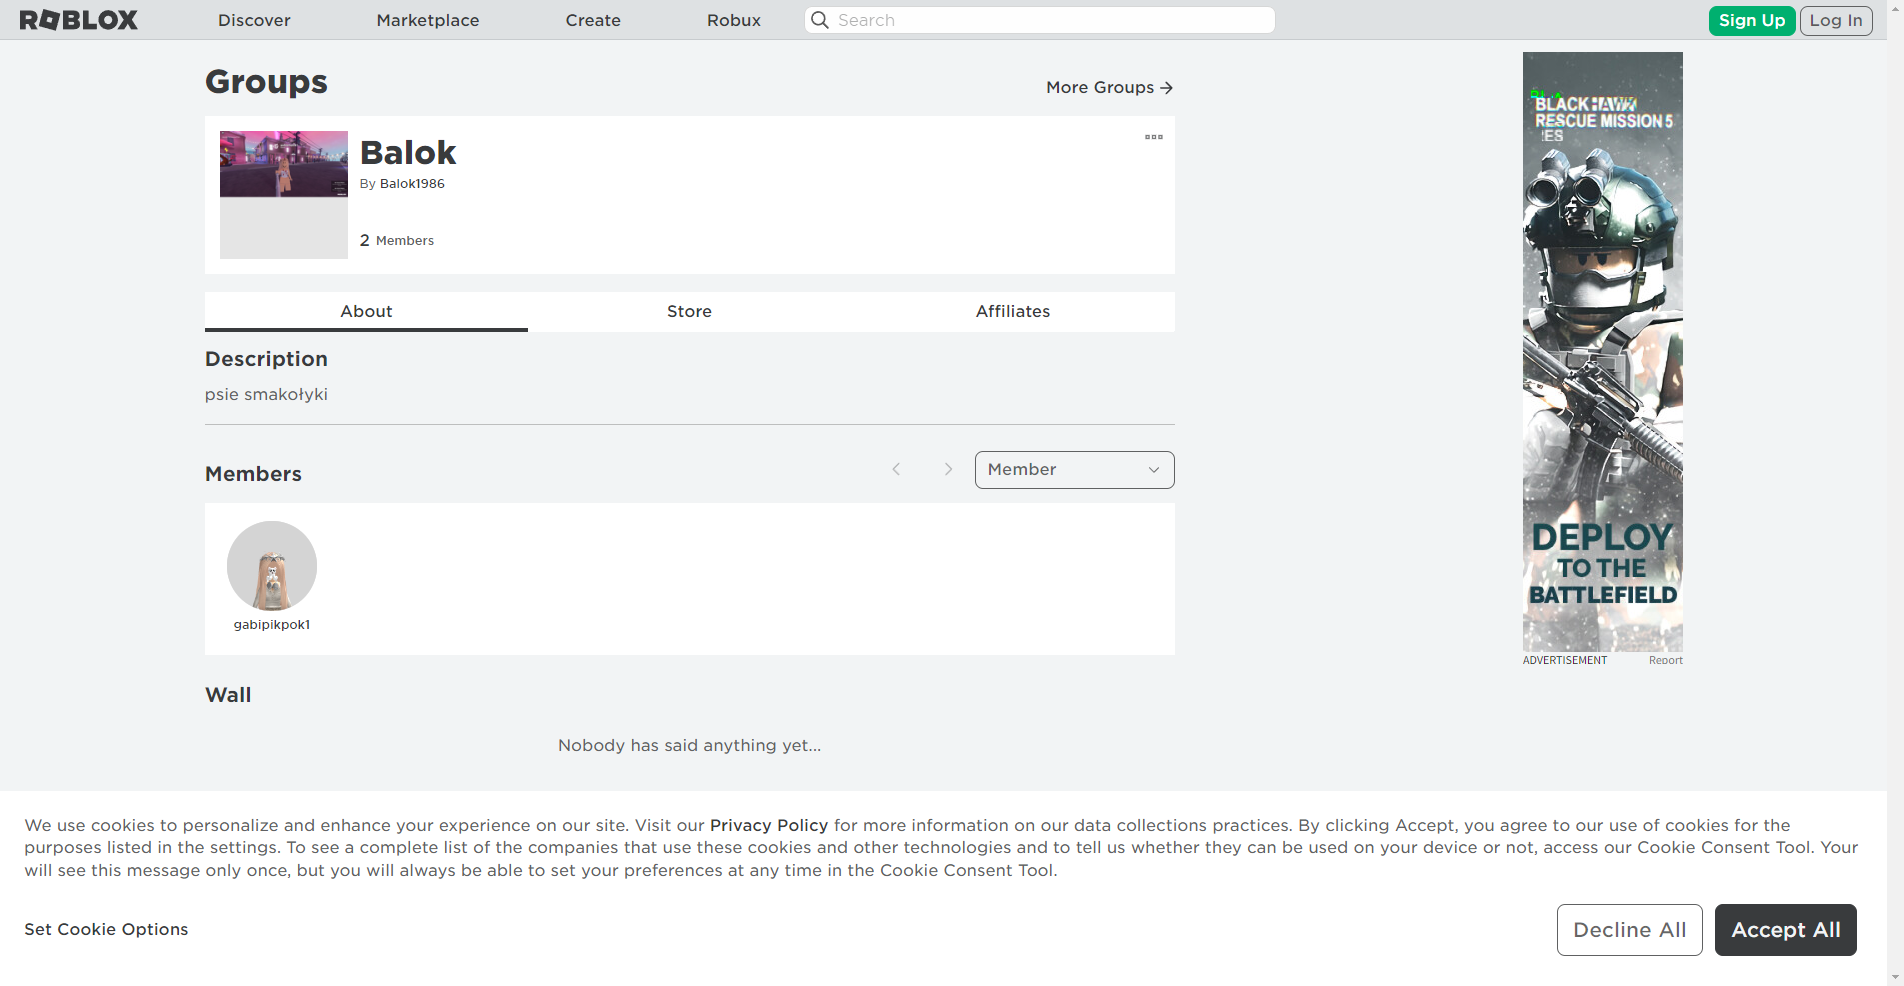 ROBLOX
Discover
Marketplace
Create
Robux
Search
Sign Up
Log In
Groups
More Groups
Balok
By Balok1986
2 Members
About
Store
Affiliates
Description
psie smakołyki
Members
Member
gabipikpok1
Wall
Nobody has said anything yet...
BLACK HAWK
RESCUE MISSION 5
DEPLOY
TO THE
BATTLEFIELD
ADVERTISEMENT
Report
We use cookies to personalize and enhance your experience on our site. Visit our Privacy Policy for more information on our data collections practices. By clicking Accept, you agree to our use of cookies for the
purposes listed in the settings. To see a complete list of the companies that use these cookies and other technologies and to tell us whether they can be used on your device or not, access our Cookie Consent Tool. Your
will see this message only once, but you will always be able to set your preferences at any time in the Cookie Consent Tool.
Set Cookie Options
Decline All
Accept All